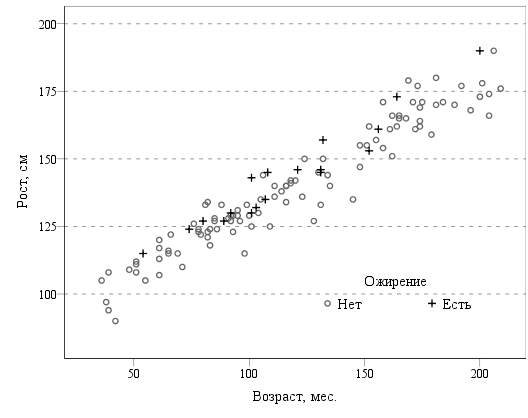 200
175
150
125
100
Рост, см
Ожирение
Нет
Есть
50
100
150
200
Возраст, мес.